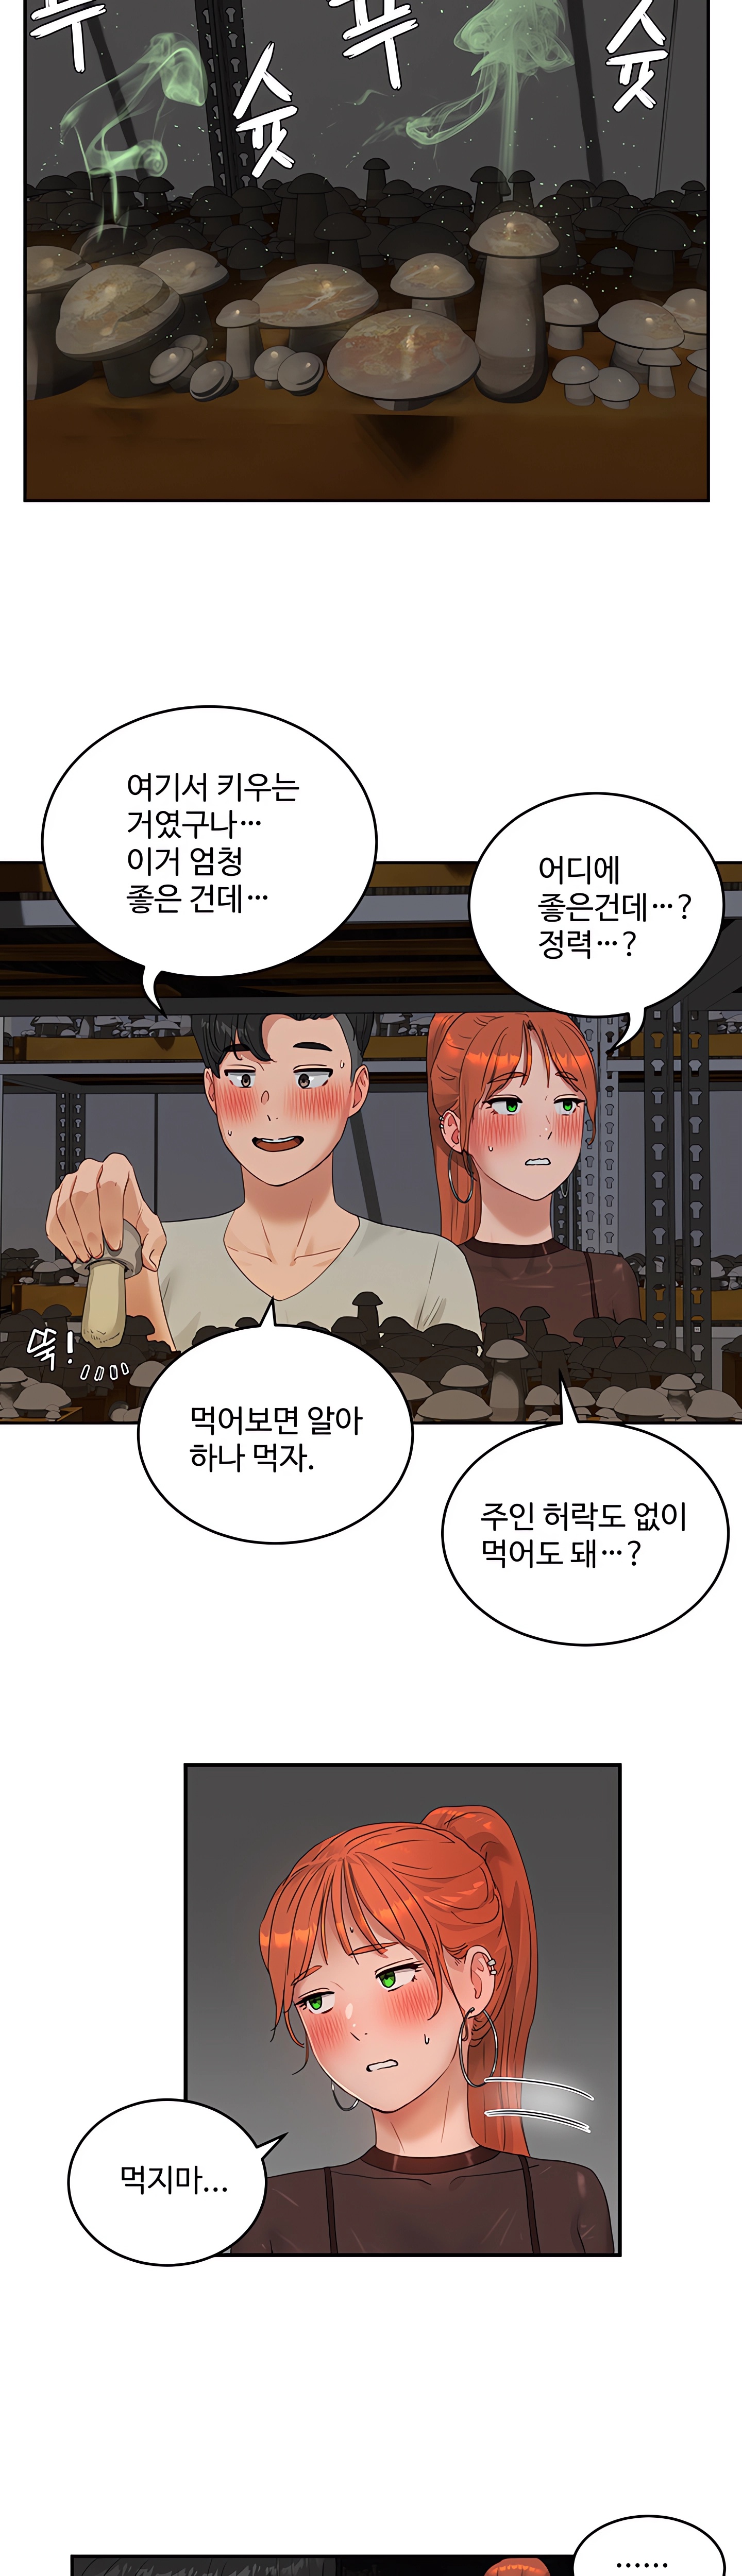 푸
푸
슛
슛
여기서 키우는
거였구나…
이거 엄청
좋은 건데…
어디에
좋은건데…?
정력…?
쑥!
먹어보면 알아
하나 먹자.
주인 허락도 없이
먹어도 돼…?
먹지마...
......